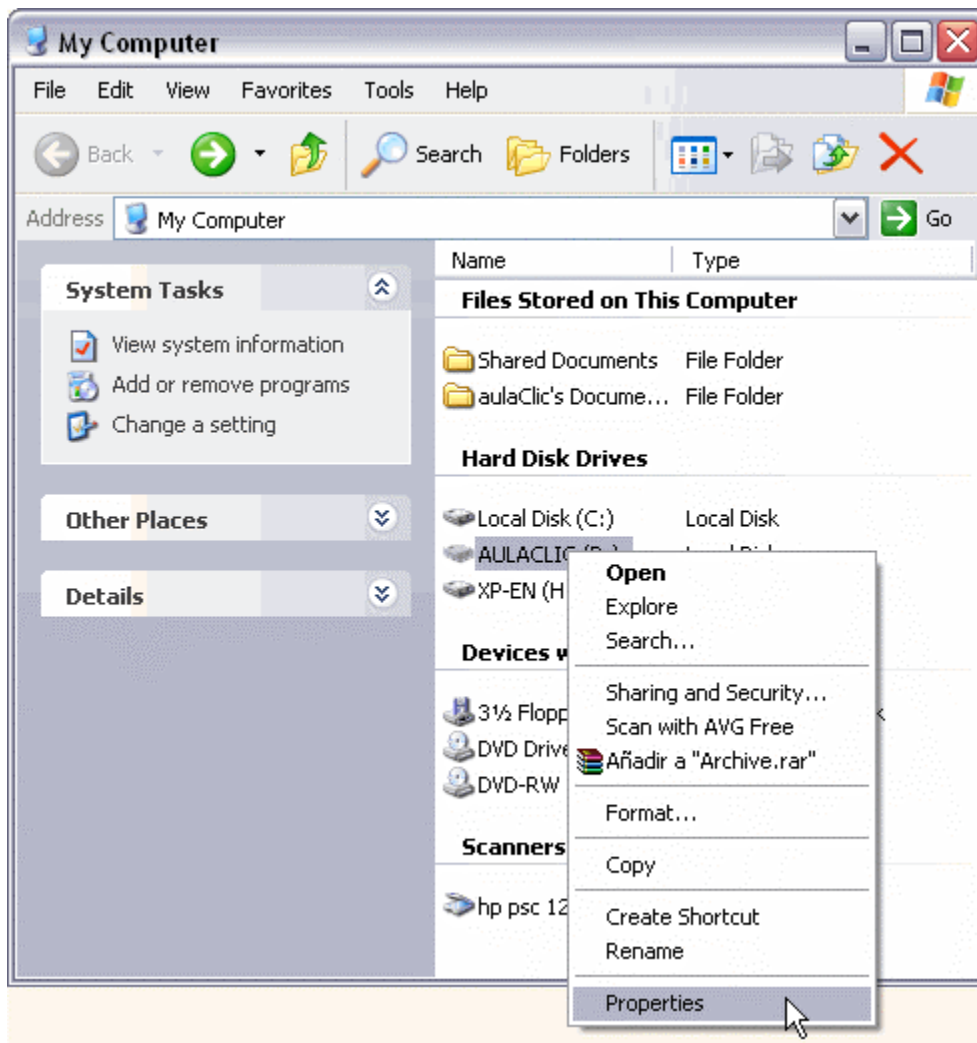 My Computer
File Edit View Favorites Tools Help
Back Search Folders
Address My Computer Go
Name Type
System Tasks
View system information
Add or remove programs
Change a setting
Other Places
Details
Files Stored on This Computer
Shared Documents File Folder
aulaClic's Docume... File Folder
Hard Disk Drives
Local Disk (C:) Local Disk
AULACLIC
XP-EN (H
Devices
3½ Flopp
DVD Drive
DVD-RW
Scanners
hp psc 12
Open
Explore
Search...
Sharing and Security...
Scan with AVG Free
Añadir a "Archive.rar"
Format...
Copy
Create Shortcut
Rename
Properties